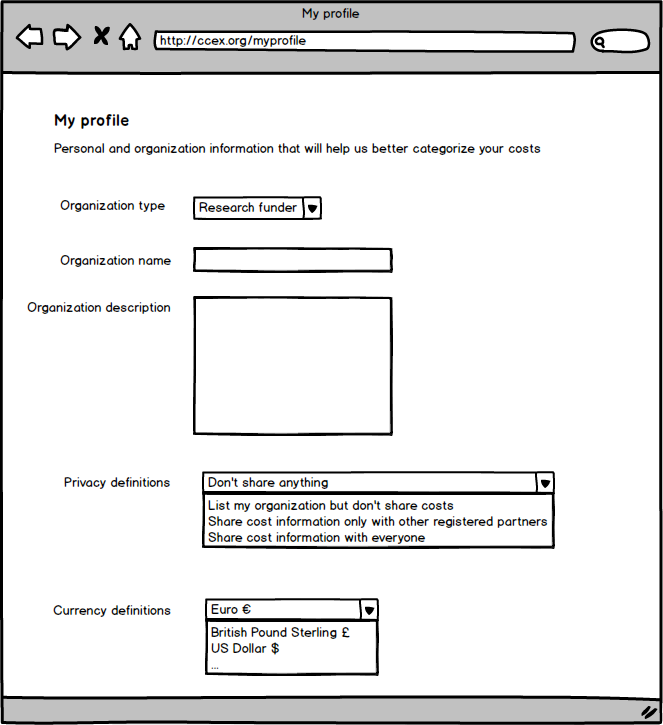 My profile
http://ccex.org/myprofile
My profile
Personal and organization information that will help us better categorize your costs
Organization type
Research funder
Organization name
Organization description
Privacy definitions
Don't share anything
List my organization but don't share costs
Share cost information only with other registered partners
Share cost information with everyone
Currency definitions
Euro €
British Pound Sterling £
US Dollar $
...